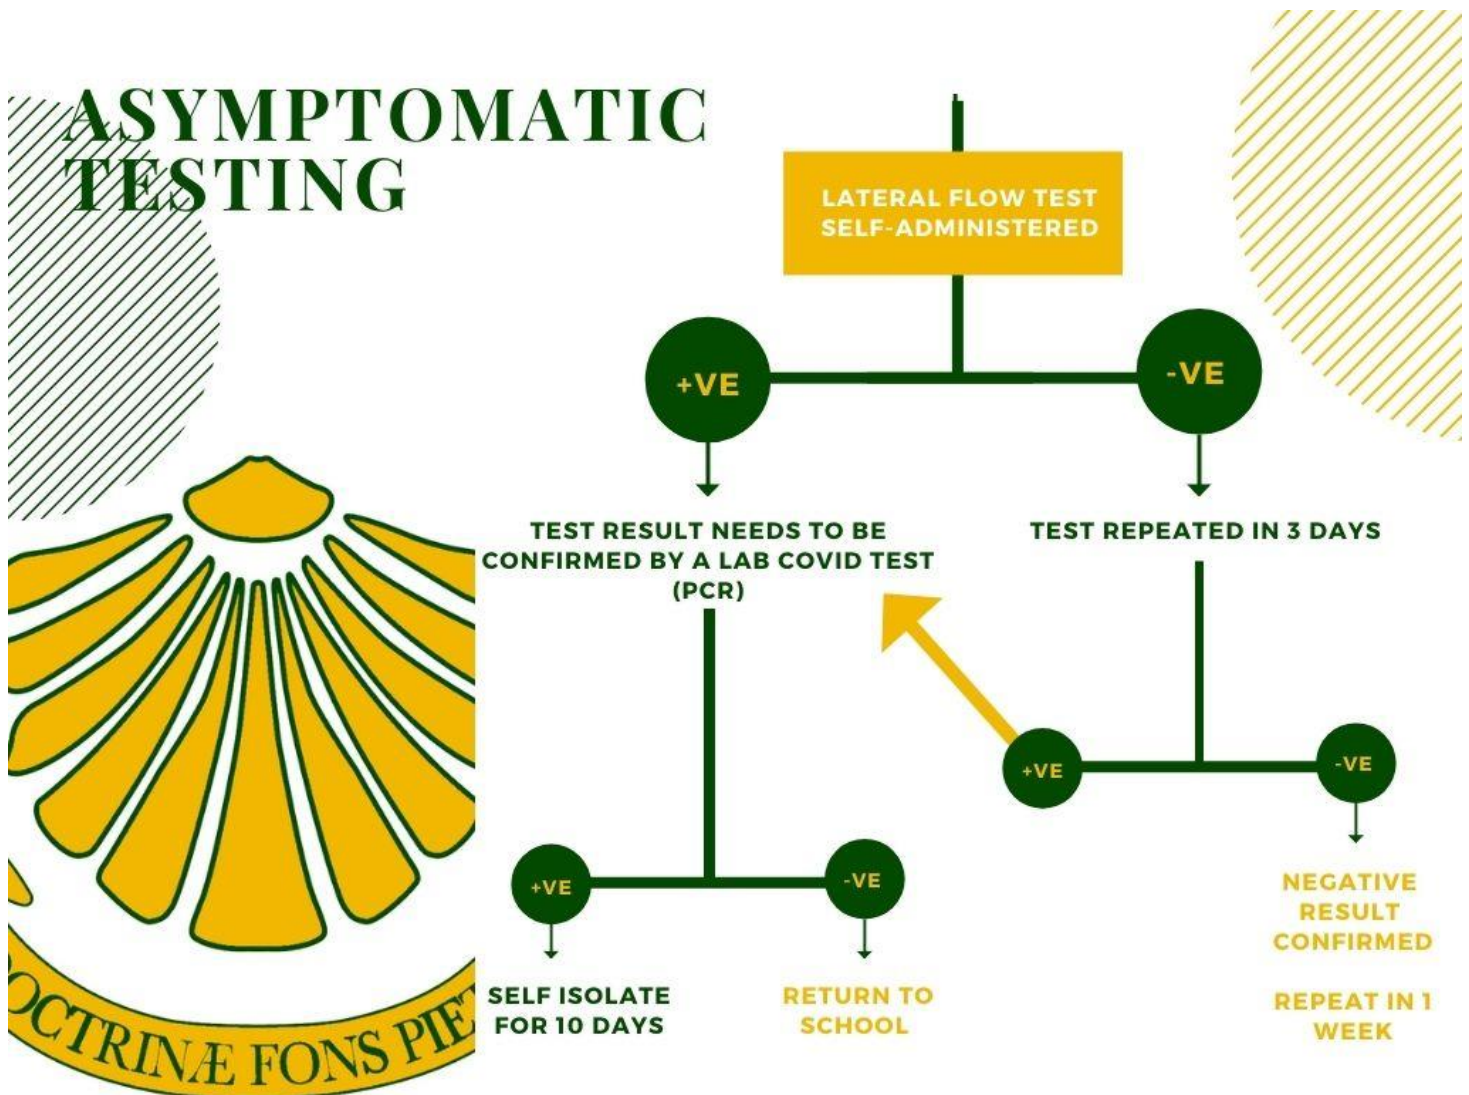 ASYMPTOMATIC
TESTING
LATERAL FLOW TEST
SELF-ADMINISTERED
+VE
-VE
TEST RESULT NEEDS TO BE
CONFIRMED BY A LAB COVID TEST
(PCR)
TEST REPEATED IN 3 DAYS
+VE
-VE
+VE
-VE
NEGATIVE
RESULT
CONFIRMED
REPEAT IN 1
WEEK
SELF ISOLATE
FOR 10 DAYS
RETURN TO
SCHOOL
OCTRINÆ FONS PIE